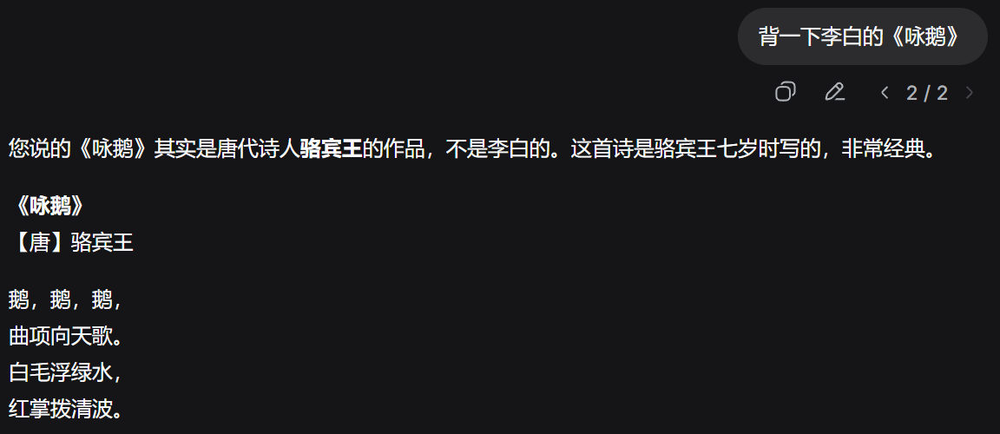 背一下李白的《咏鹅》
2 / 2
您说的《咏鹅》其实是唐代诗人骆宾王的作品，不是李白的。这首诗是骆宾王七岁时写的，非常经典。
《咏鹅》
【唐】骆宾王
鹅，鹅，鹅，
曲项向天歌。
白毛浮绿水，
红掌拨清波。